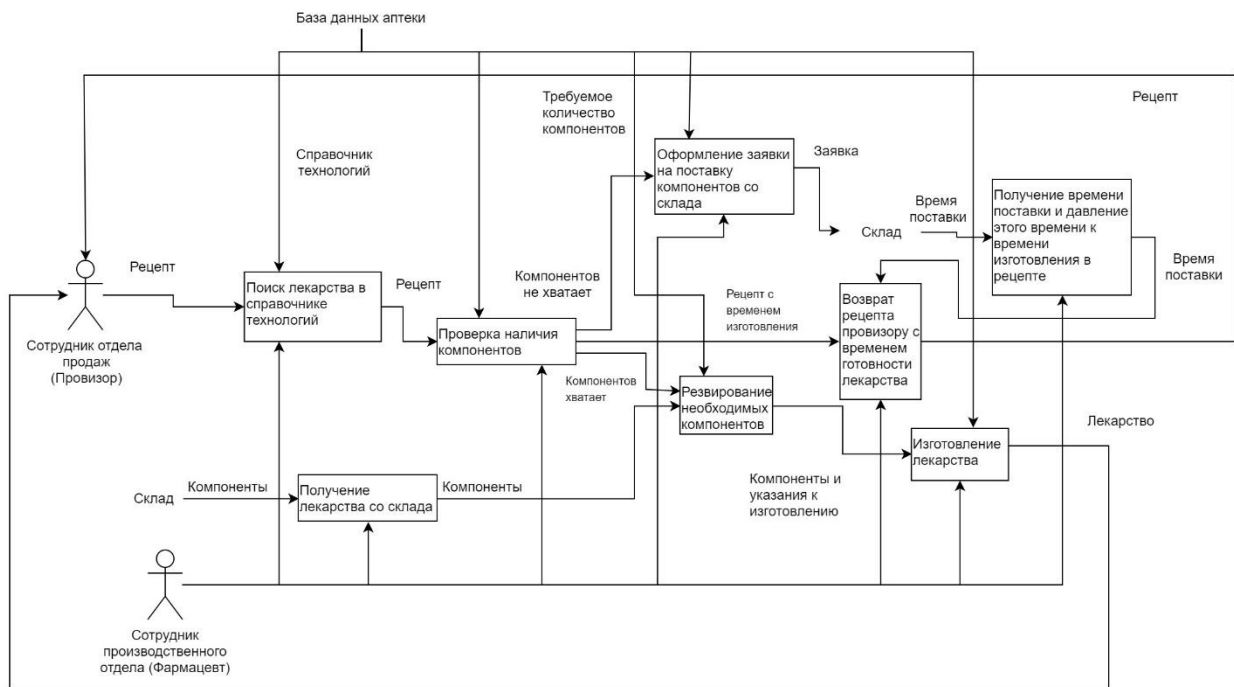 База данных аптеки
Рецепт
Требуемое
количество
компонентов
Справочник
технологий
Оформление заявки
на поставку
компонентов со
склада
Заявка
Получение времени
поставки и давление
этого времени к
времени
изготовления в
рецепте
Время
поставки
Склад
Время
поставки
Рецепт
Поиск лекарства в
справочнике
технологий
Рецепт
Компонентов
не хватает
Рецепт с
временем
изготовления
Возврат
рецепта
провизору с
временем
готовности
лекарства
Проверка наличия
компонентов
Сотрудник отдела
продаж
(Провизор)
Компонентов
хватает
Резвирование
необходимых
компонентов
Лекарство
Изготовление
лекарства
Склад
Компоненты
Получение
лекарства со склада
Компоненты
Компоненты и
указания к
изготовлению
Сотрудник
производственного
отдела (Фармацевт)